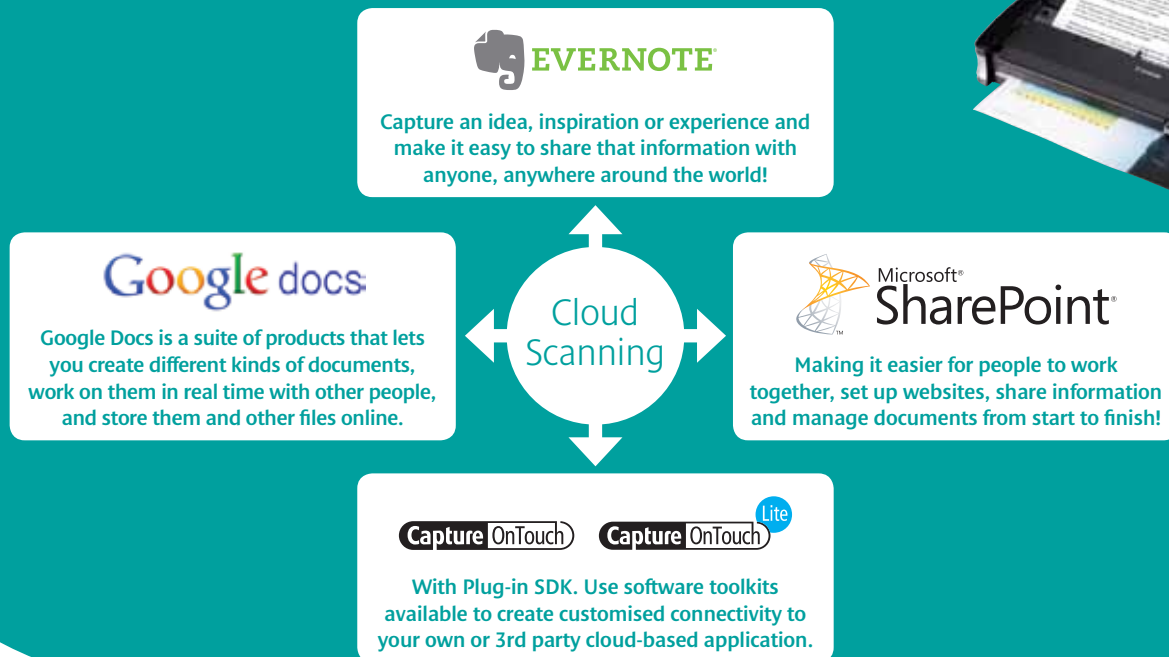 EVERNOTE
Capture an idea, inspiration or experience and
make it easy to share that information with
anyone, anywhere around the world!
Google docs
Google Docs is a suite of products that lets
you create different kinds of documents,
work on them in real time with other people,
and store them and other files online.
Cloud
Scanning
Microsoft®
SharePoint®
TM
Making it easier for people to work
together, set up websites, share information
and manage documents from start to finish!
Capture OnTouch
Capture OnTouch Lite
With Plug-in SDK. Use software toolkits
available to create customised connectivity to
your own or 3rd party cloud-based application.